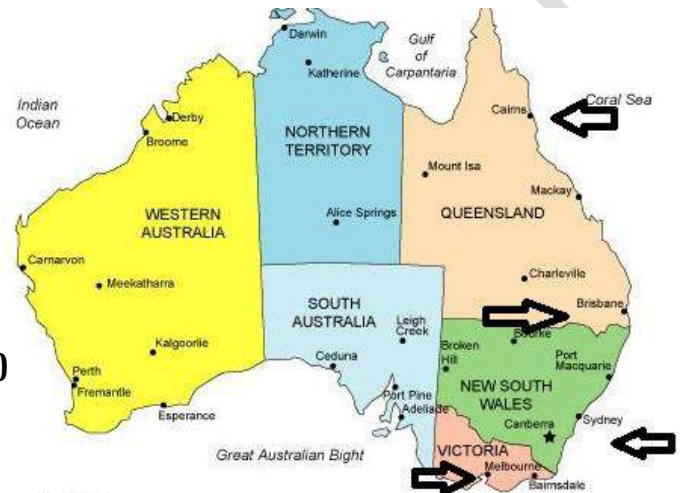 Darwin
Gulf
of
Carpantaria
Katherine
Indian
Ocean
Coral Sea
Cairns
Derby
Broome
NORTHERN
TERRITORY
Mount Isa
Mackay
WESTERN
AUSTRALIA
Alice Springs
QUEENSLAND
Carnarvon
Meekatharra
Charleville
Brisbane
SOUTH
AUSTRALIA
Leigh
Creek
Bourke
Kalgoorlie
Ceduna
Broken
Hill
Port
Macquarie
Perth
Fremantle
Port Pine
Adeliade
NEW SOUTH
WALES
Esperance
Canberra
Sydney
Great Australian Bight
VICTORIA
Melbourne
Bairnsdale